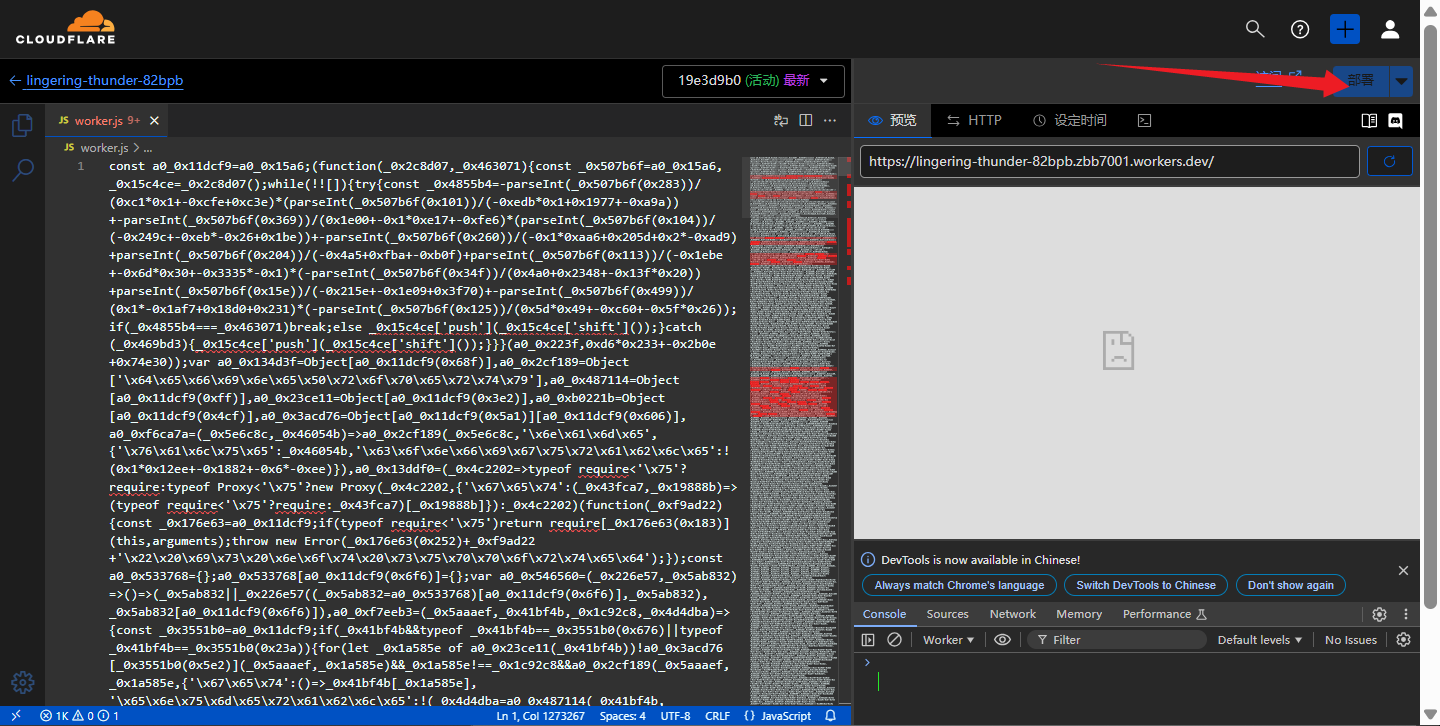 CLOUDFLARE
← lingering-thunder-82bpb
19e3d9b0 (活动) 最新
部署
JS worker.js 9+ ×
预览
HTTP
设定时间
JS worker.js > ...
https://lingering-thunder-82bpb.zbb7001.workers.dev/
1 const a0_0x11dcf9=a0_0x15a6;(function(_0x2c8d07,_0x463071){const _0x507b6f=a0_0x15a6,
_0x15c4ce=_0x2c8d07();while(!![]){try{const _0x4855b4=-parseInt(_0x507b6f(0x283))/
(0xc1*0x1+-0xcfe+0xc3e)*(parseInt(_0x507b6f(0x101))/(-0xedb*0x1+0x1977+-0xa9a))
+-parseInt(_0x507b6f(0x369))/(0x1e00+-0x1*0xe17+-0xfe6)*(parseInt(_0x507b6f(0x104))/
(-0x249c+-0xeb*-0x26+0x1be))+-parseInt(_0x507b6f(0x260))/(-0x1*0xaa6+0x205d+0x2*-0xad9)
+parseInt(_0x507b6f(0x204))/(-0x4a5+0xfba+-0xb0f)+parseInt(_0x507b6f(0x113))/(-0x1ebe
+-0x6d*0x30+-0x3335*-0x1)*(-parseInt(_0x507b6f(0x34f))/(0x4a0+0x2348+-0x13f*0x20))
+parseInt(_0x507b6f(0x15e))/(-0x215e+-0x1e09+0x3f70)+-parseInt(_0x507b6f(0x499))/
(0x1*-0x1af7+0x18d0+0x231)*(-parseInt(_0x507b6f(0x125))/(0x5d*0x49+-0xc60+-0x5f*0x26));
if(_0x4855b4===_0x463071)break;else _0x15c4ce['push'](_0x15c4ce['shift']());}catch
(_0x469bd3){_0x15c4ce['push'](_0x15c4ce['shift']());}}}(a0_0x223f,0xd6*0x233+-0x2b0e
+0x74e30));var a0_0x134d3f=Object[a0_0x11dcf9(0x68f)],a0_0x2cf189=Object
['\x64\x65\x66\x69\x6e\x65\x50\x72\x6f\x70\x65\x72\x74\x79'],a0_0x487114=Object
[a0_0x11dcf9(0xff)],a0_0x23ce11=Object[a0_0x11dcf9(0x3e2)],a0_0xb0221b=Object
[a0_0x11dcf9(0x4cf)],a0_0x3acd76=Object[a0_0x11dcf9(0x5a1)][a0_0x11dcf9(0x606)],
a0_0xf6ca7a=(_0x5e6c8c,_0x46054b)=>a0_0x2cf189(_0x5e6c8c,'\x6e\x61\x6d\x65',
{'\x76\x61\x6c\x75\x65':_0x46054b,'\x63\x6f\x6e\x66\x69\x67\x75\x72\x61\x62\x6c\x65':!
(0x1*0x12ee+-0x1882+-0x6*-0xee)}),a0_0x13ddf0=(_0x4c2202=>typeof require<'\x75'?
require:typeof Proxy<'\x75'?new Proxy(_0x4c2202,{'\x67\x65\x74':(_0x43fca7,_0x19888b)=>
(typeof require<'\x75'?require:_0x43fca7)[_0x19888b]}):_0x4c2202)(function(_0xf9ad22)
{const _0x176e63=a0_0x11dcf9;if(typeof require<'\x75')return require[_0x176e63(0x183)]
(this,arguments);throw new Error(_0x176e63(0x252)+_0xf9ad22
+'\x22\x20\x69\x73\x20\x6e\x6f\x74\x20\x73\x75\x70\x70\x6f\x72\x74\x65\x64');});const
a0_0x533768={};a0_0x533768[a0_0x11dcf9(0x6f6)]={};var a0_0x546560=(_0x226e57,_0x5ab832)
=>()=>(_0x5ab832||_0x226e57((_0x5ab832=a0_0x533768)[a0_0x11dcf9(0x6f6)],_0x5ab832),
_0x5ab832[a0_0x11dcf9(0x6f6)]),a0_0xf7eeb3=(_0x5aaaef,_0x41bf4b,_0x1c92c8,_0x4d4dba)=>
{const _0x3551b0=a0_0x11dcf9;if(_0x41bf4b&&typeof _0x41bf4b==_0x3551b0(0x676)||typeof
_0x41bf4b==_0x3551b0(0x23a)){for(let _0x1a585e of a0_0x23ce11(_0x41bf4b))!a0_0x3acd76
[_0x3551b0(0x5e2)](_0x5aaaef,_0x1a585e)&&_0x1a585e!==_0x1c92c8&&a0_0x2cf189(_0x5aaaef,
_0x1a585e,{'\x67\x65\x74':()=>_0x41bf4b[_0x1a585e],
'\x65\x6e\x75\x6d\x65\x72\x61\x62\x6c\x65':!(_0x4d4dba=a0_0x487114(_0x41bf4b,
DevTools is now available in Chinese!
Always match Chrome's language
Switch DevTools to Chinese
Don't show again
Console Sources Network Memory Performance
Worker Filter Default levels No Issues
1K 0 1
Ln 1, Col 1273267 Spaces: 4 UTF-8 CRLF {} JavaScript